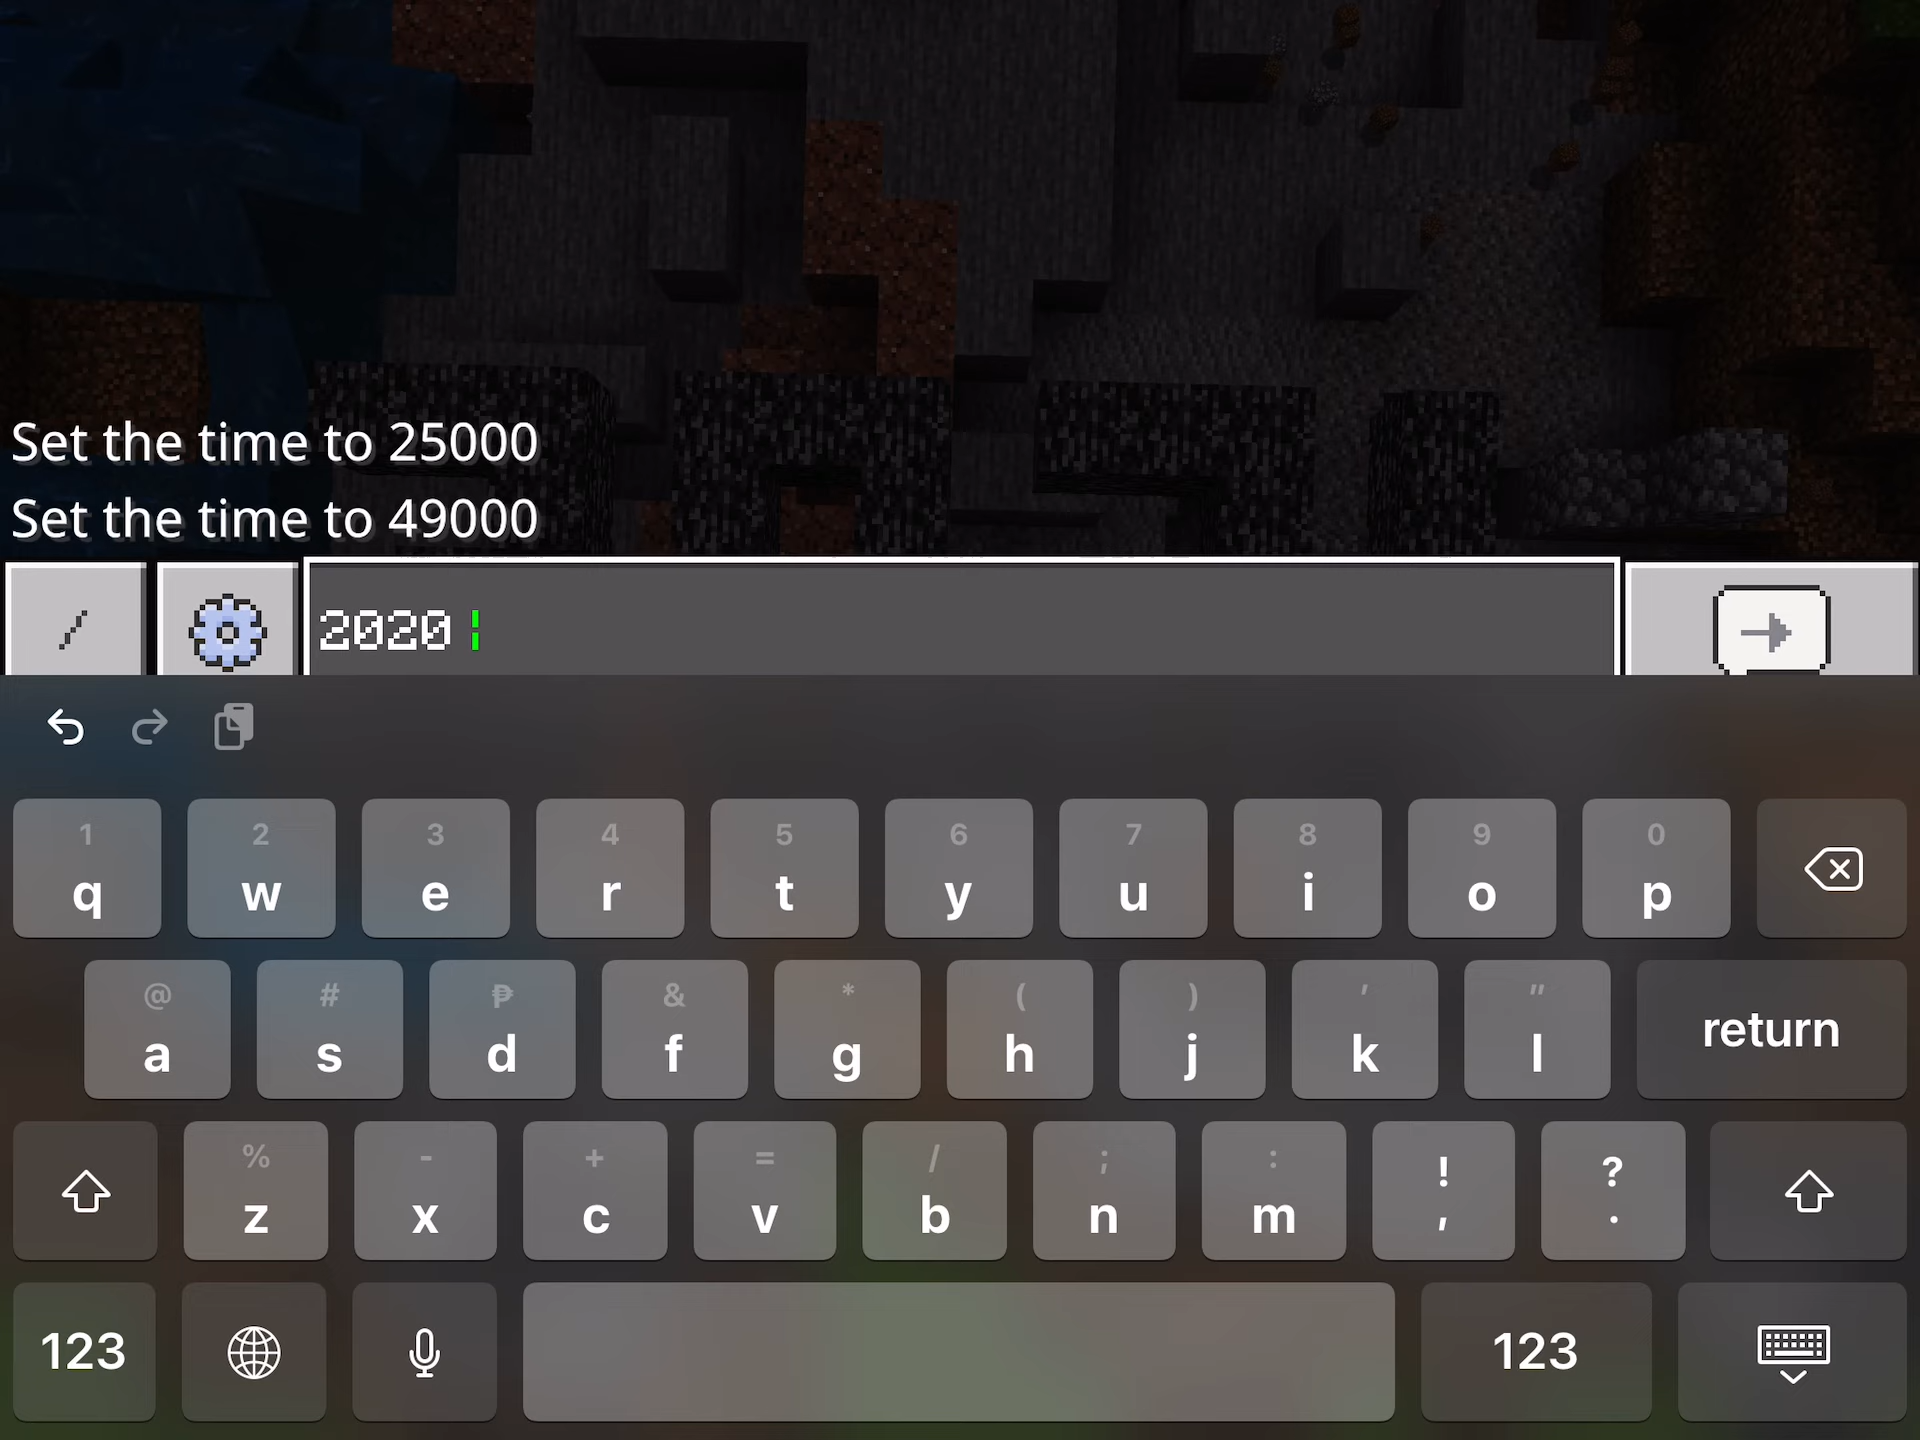 Set the time to 25000
Set the time to 49000
/
2020
1 2 3 4 5 6 7 8 9 0
q w e r t y u i o p
@ # ₱ & * ( ) ' "
a s d f g h j k l return
% - + = / ; : ! ?
z x c v b n m , .
123 123